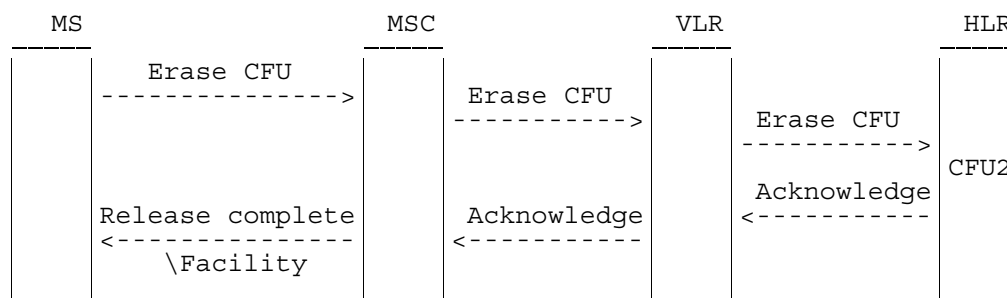 MS MSC VLR HLR
Erase CFU
Erase CFU
Erase CFU
CFU2
Acknowledge
Release complete Acknowledge
\Facility